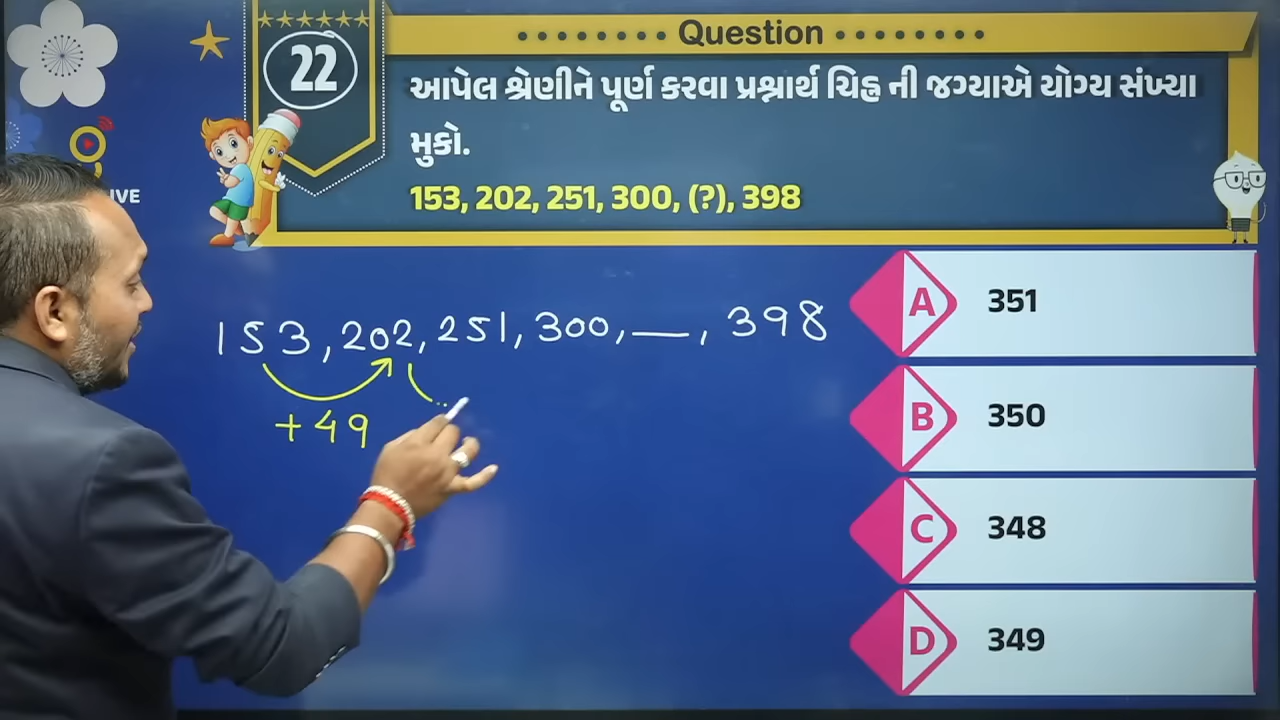 Question
22
આપેલ શ્રેણીને પૂર્ણ કરવા પ્રશ્નાર્થ ચિહ્ન ની જગ્યાએ યોગ્ય સંખ્યા
મુકો.
153, 202, 251, 300, (?), 398
153, 202, 251, 300, __, 398
+49
A 351
B 350
C 348
D 349